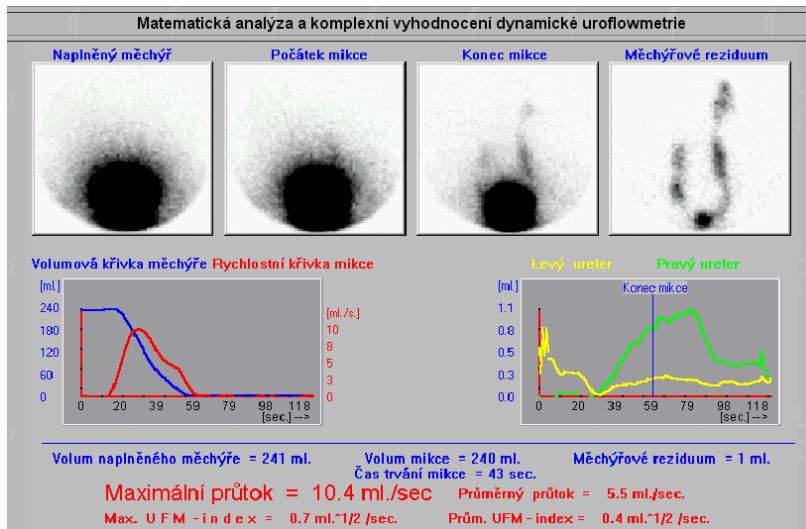 Matematická analýza a komplexní vyhodnocení dynamické uroflowmetrie
Naplněný měchýř Počátek mikce Konec mikce Měchýřové reziduum
Volumová křivka měchýře Rychlostní křivka mikce
[ml.]
240
180
120
60
0
[ml./s.]
10
8
5
3
0
0 20 39 59 79 98 118
[sec.] -->
Levý ureter Pravý ureter
[ml.]
Konec mikce
1.1
0.8
0.5
0.3
0.0
0 20 39 59 79 98 118
[sec.] -->
Volum naplněného měchýře = 241 ml. Volum mikce = 240 ml. Měchýřové reziduum = 1 ml.
Čas trvání mikce = 43 sec.
Maximální průtok = 10.4 ml./sec Průměrný průtok = 5.5 ml./sec.
Max. U F M - i n d e x = 0.7 ml.^1/2 /sec. Prům. UFM - index = 0.4 ml.^1/2 /sec.